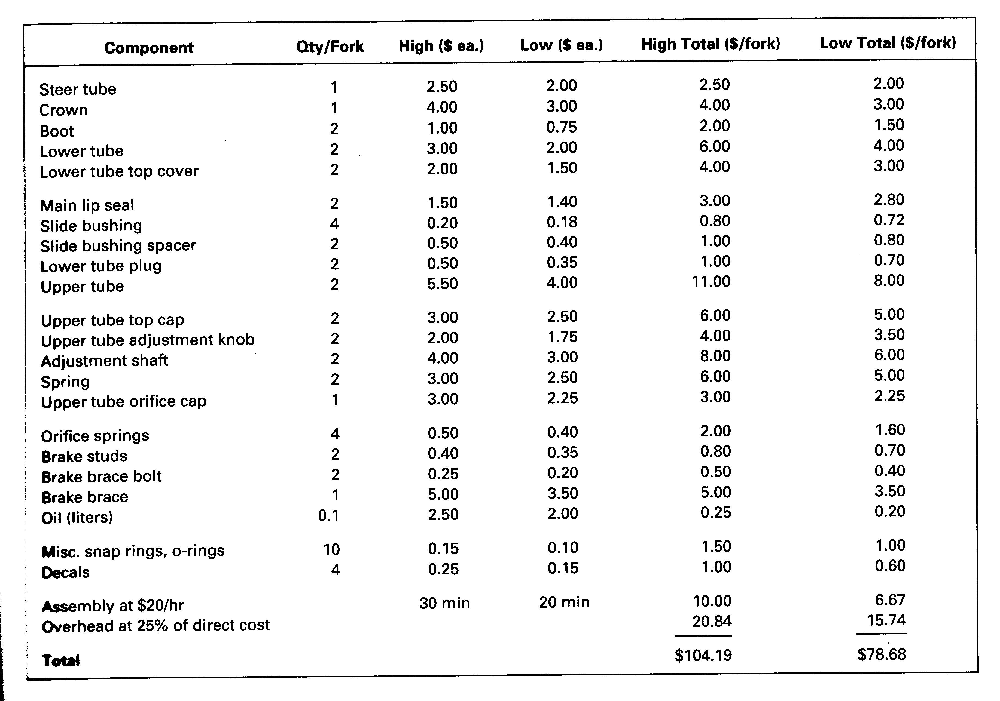 Component Qty/Fork High ($ ea.) Low ($ ea.) High Total ($/fork) Low Total ($/fork)
Steer tube 1 2.50 2.00 2.50 2.00
Crown 1 4.00 3.00 4.00 3.00
Boot 2 1.00 0.75 2.00 1.50
Lower tube 2 3.00 2.00 6.00 4.00
Lower tube top cover 2 2.00 1.50 4.00 3.00
Main lip seal 2 1.50 1.40 3.00 2.80
Slide bushing 4 0.20 0.18 0.80 0.72
Slide bushing spacer 2 0.50 0.40 1.00 0.80
Lower tube plug 2 0.50 0.35 1.00 0.70
Upper tube 2 5.50 4.00 11.00 8.00
Upper tube top cap 2 3.00 2.50 6.00 5.00
Upper tube adjustment knob 2 2.00 1.75 4.00 3.50
Adjustment shaft 2 4.00 3.00 8.00 6.00
Spring 2 3.00 2.50 6.00 5.00
Upper tube orifice cap 1 3.00 2.25 3.00 2.25
Orifice springs 4 0.50 0.40 2.00 1.60
Brake studs 2 0.40 0.35 0.80 0.70
Brake brace bolt 2 0.25 0.20 0.50 0.40
Brake brace 1 5.00 3.50 5.00 3.50
Oil (liters) 0.1 2.50 2.00 0.25 0.20
Misc. snap rings, o-rings 10 0.15 0.10 1.50 1.00
Decals 4 0.25 0.15 1.00 0.60
Assembly at $20/hr 30 min 20 min 10.00 6.67
Overhead at 25% of direct cost 20.84 15.74
Total $104.19 $78.68